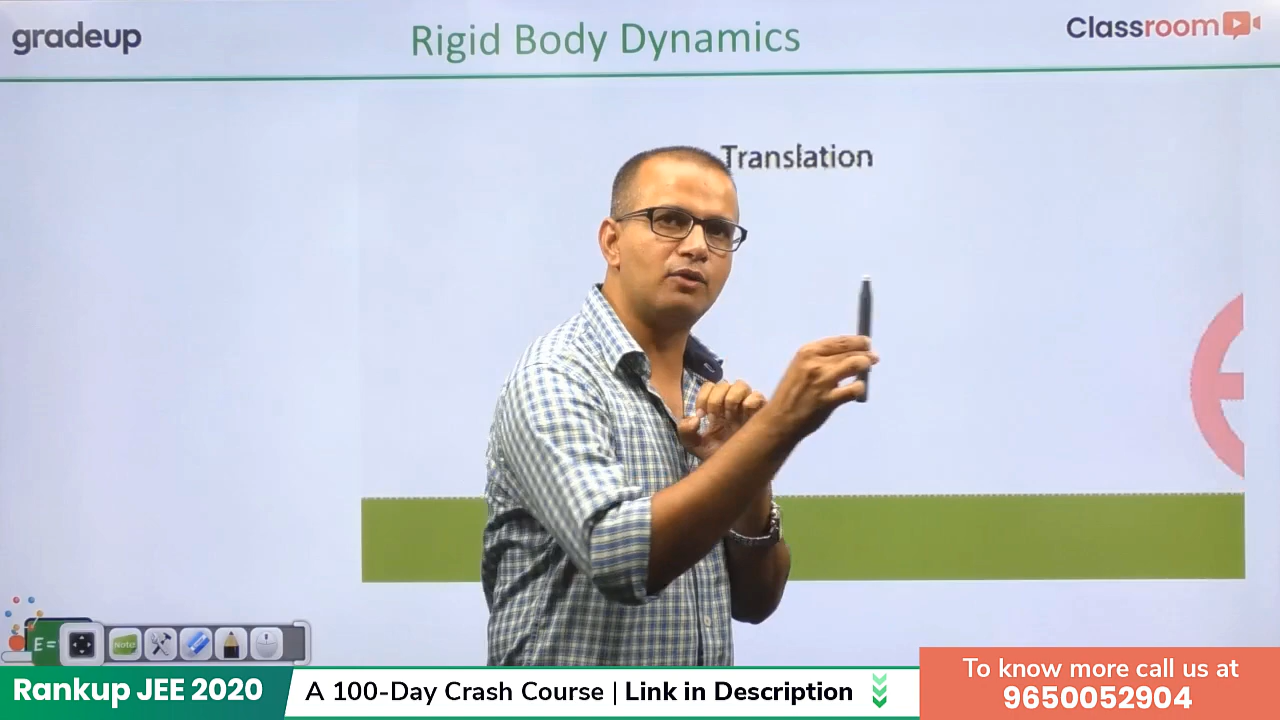 gradeup
Rigid Body Dynamics
Classroom
Translation
E=
Note
Rankup JEE 2020
A 100-Day Crash Course | Link in Description
To know more call us at
9650052904